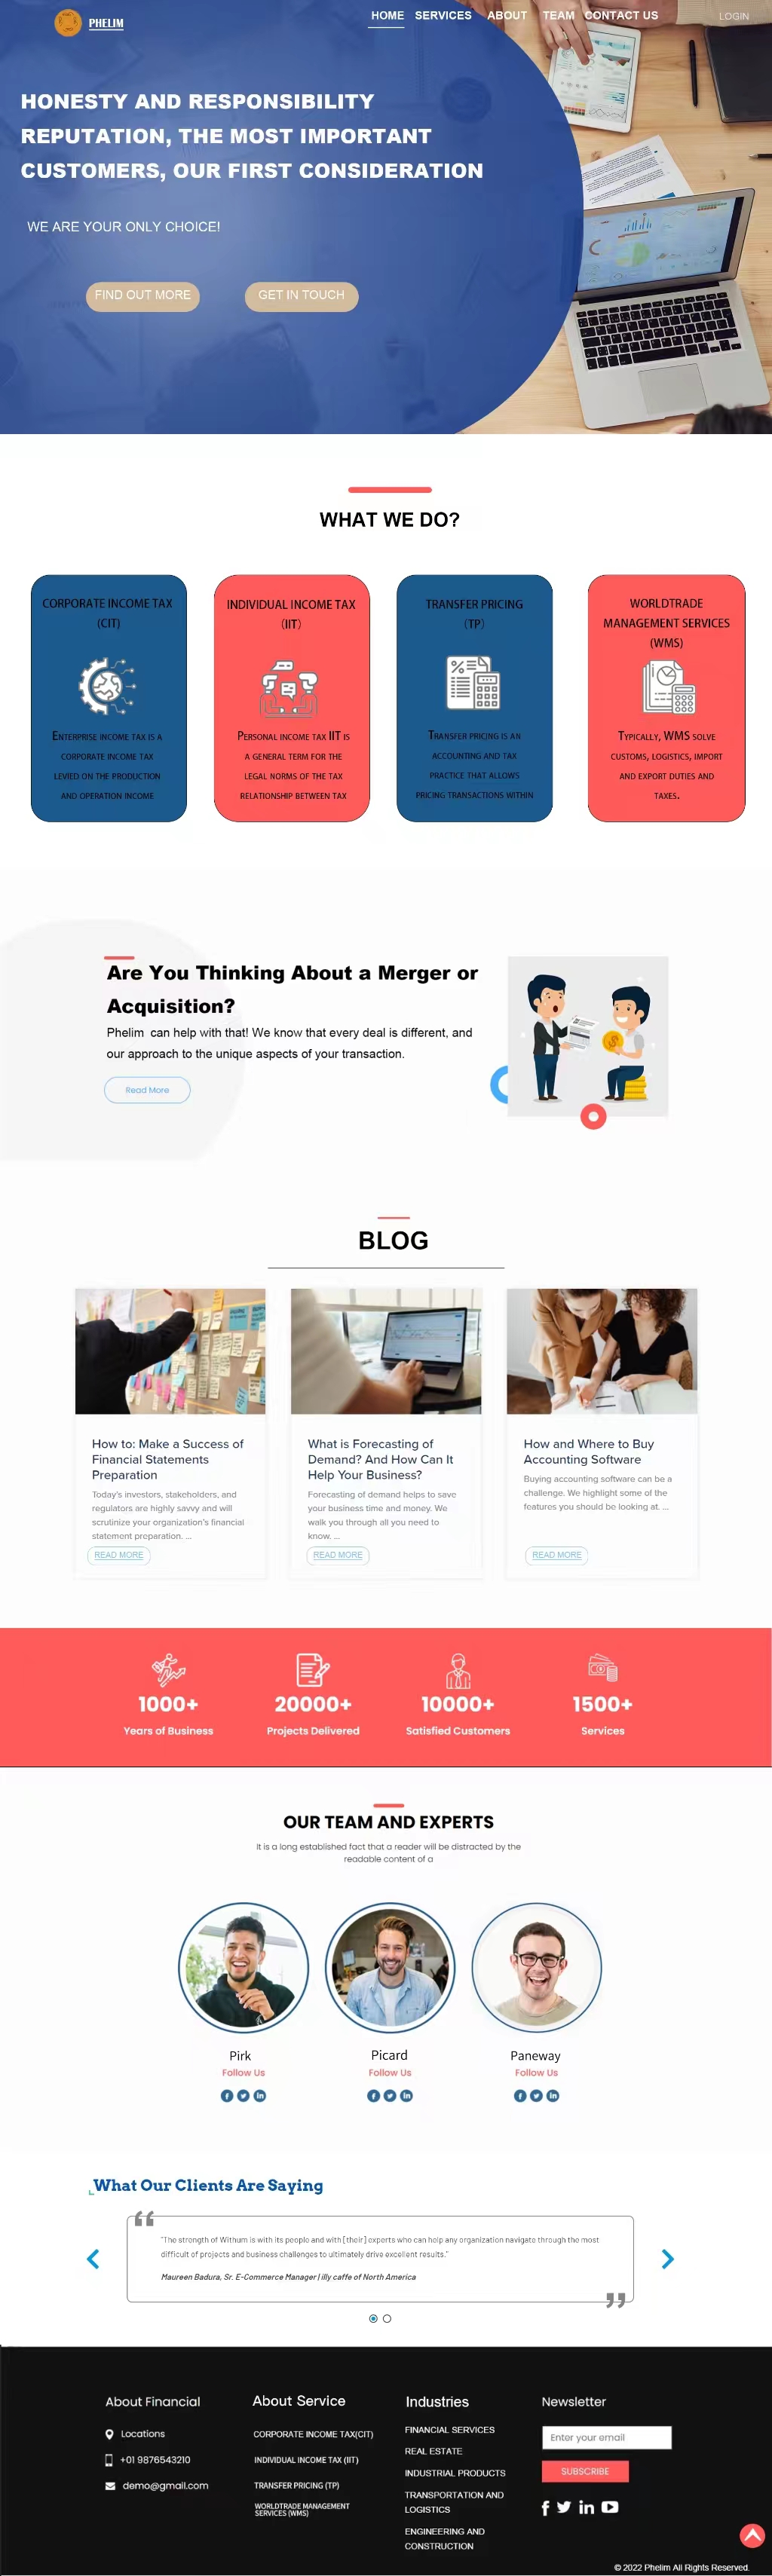 PHELIM
HOME SERVICES ABOUT TEAM CONTACT US LOGIN
HONESTY AND RESPONSIBILITY
REPUTATION, THE MOST IMPORTANT
CUSTOMERS, OUR FIRST CONSIDERATION
WE ARE YOUR ONLY CHOICE!
FIND OUT MORE GET IN TOUCH
WHAT WE DO?
CORPORATE INCOME TAX
(CIT)
ENTERPRISE INCOME TAX IS A
CORPORATE INCOME TAX
LEVIED ON THE PRODUCTION
AND OPERATION INCOME
INDIVIDUAL INCOME TAX
(IIT)
PERSONAL INCOME TAX IIT IS
A GENERAL TERM FOR THE
LEGAL NORMS OF THE TAX
RELATIONSHIP BETWEEN TAX
TRANSFER PRICING
(TP)
TRANSFER PRICING IS AN
ACCOUNTING AND TAX
PRACTICE THAT ALLOWS
PRICING TRANSACTIONS WITHIN
WORLDTRADE
MANAGEMENT SERVICES
(WMS)
TYPICALLY, WMS SOLVE
CUSTOMS, LOGISTICS, IMPORT
AND EXPORT DUTIES AND
TAXES.
Are You Thinking About a Merger or
Acquisition?
Phelim can help with that! We know that every deal is different, and
our approach to the unique aspects of your transaction.
Read More
BLOG
How to: Make a Success of
Financial Statements
Preparation
Today's investors, stakeholders, and
regulators are highly savvy and will
scrutinize your organization's financial
statement preparation. ...
READ MORE
What is Forecasting of
Demand? And How Can It
Help Your Business?
Forecasting of demand helps to save
your business time and money. We
walk you through all you need to
know. ...
READ MORE
How and Where to Buy
Accounting Software
Buying accounting software can be a
challenge. We highlight some of the
features you should be looking at. ...
READ MORE
1000+ 20000+ 10000+ 1500+
Years of Business Projects Delivered Satisfied Customers Services
OUR TEAM AND EXPERTS
It is a long established fact that a reader will be distracted by the
readable content of a
Pirk Picard Paneway
Follow Us Follow Us Follow Us
What Our Clients Are Saying
"The strength of Withum is with its people and with [their] experts who can help any organization navigate through the most
difficult of projects and business challenges to ultimately drive excellent results."
Maureen Badura, Sr. E-Commerce Manager | illy caffe of North America
About Financial
Locations
+01 9876543210
demo@gmail.com
About Service
CORPORATE INCOME TAX(CIT)
INDIVIDUAL INCOME TAX (IIT)
TRANSFER PRICING (TP)
WORLDTRADE MANAGEMENT
SERVICES (WMS)
Industries
FINANCIAL SERVICES
REAL ESTATE
INDUSTRIAL PRODUCTS
TRANSPORTATION AND
LOGISTICS
ENGINEERING AND
CONSTRUCTION
Newsletter
Enter your email
SUBSCRIBE
© 2022 Phelim All Rights Reserved.